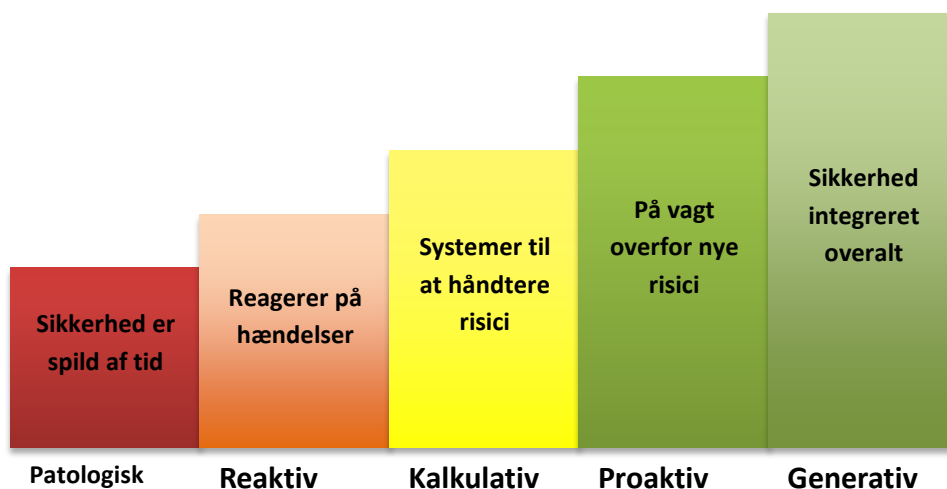 Sikkerhed er
spild af tid
Reagerer på
hændelser
Systemer til
at håndtere
risici
På vagt
overfor nye
risici
Sikkerhed
integreret
overalt
Patologisk
Reaktiv
Kalkulativ
Proaktiv
Generativ